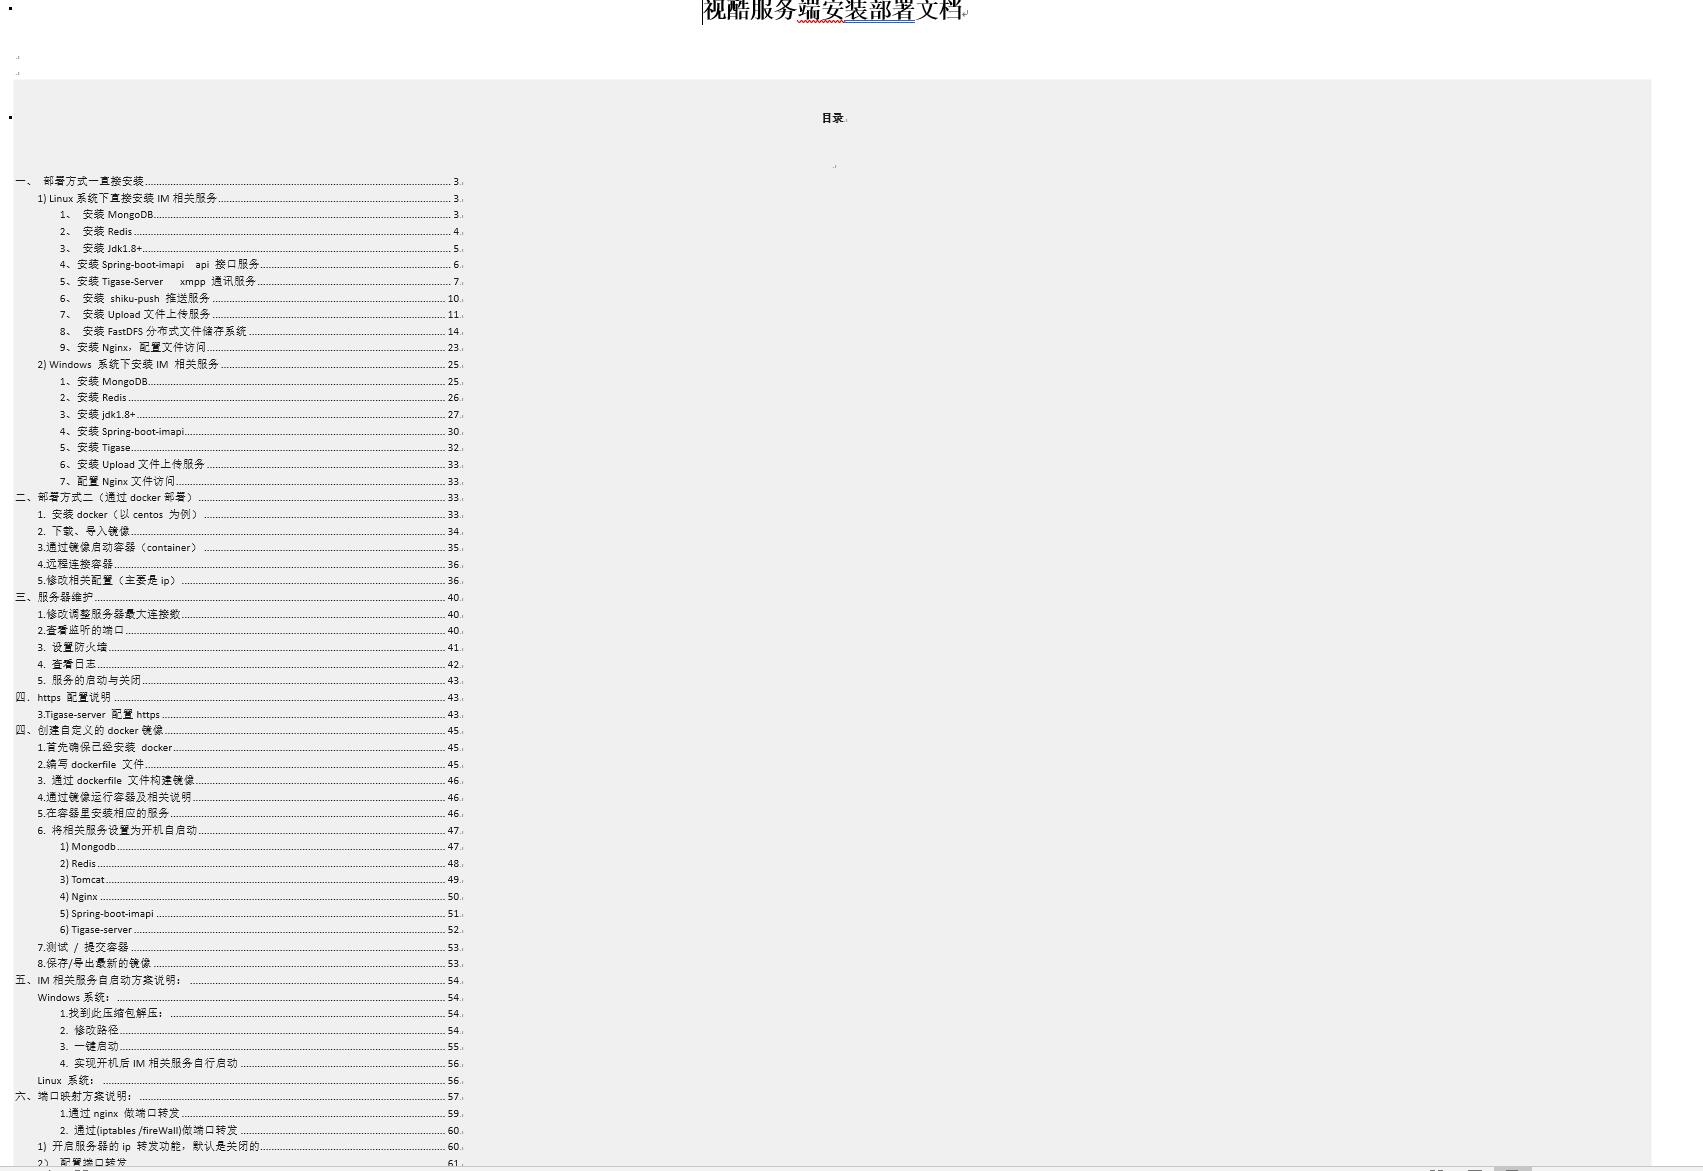 视酷服务端安装部署文档
目录
一、 部署方式一直接安装 3
1) Linux 系统下直接安装 IM 相关服务 3
1、 安装 MongoDB 3
2、 安装 Redis 4
3、 安装 Jdk1.8+ 5
4、安装 Spring-boot-imapi api 接口服务 6
5、安装 Tigase-Server xmpp 通讯服务 7
6、 安装 shiku-push 推送服务 10
7、 安装 Upload 文件上传服务 11
8、 安装 FastDFS 分布式文件储存系统 14
9、安装 Nginx，配置文件访问 23
2) Windows 系统下安装 IM 相关服务 25
1、安装 MongoDB 25
2、安装 Redis 26
3、安装 jdk1.8+ 27
4、安装 Spring-boot-imapi 30
5、安装 Tigase 32
6、安装 Upload 文件上传服务 33
7、配置 Nginx 文件访问 33
二、部署方式二（通过 docker 部署） 33
1. 安装 docker（以 centos 为例） 33
2. 下载、导入镜像 34
3.通过镜像启动容器（container） 35
4.远程连接容器 36
5.修改相关配置（主要是 ip） 36
三、服务器维护 40
1.修改调整服务器最大连接数 40
2.查看监听的端口 40
3. 设置防火墙 41
4. 查看日志 42
5. 服务的启动与关闭 43
四. https 配置说明 43
3.Tigase-server 配置 https 43
四、创建自定义的 docker 镜像 45
1.首先确保已经安装 docker 45
2.编写 dockerfile 文件 45
3. 通过 dockerfile 文件构建镜像 46
4.通过镜像运行容器及相关说明 46
5.在容器里安装相应的服务 46
6. 将相关服务设置为开机自启动 47
1) Mongodb 47
2) Redis 48
3) Tomcat 49
4) Nginx 50
5) Spring-boot-imapi 51
6) Tigase-server 52
7.测试 / 提交容器 53
8.保存/导出最新的镜像 53
五、IM 相关服务自启动方案说明： 54
Windows 系统： 54
1.找到此压缩包解压： 54
2. 修改路径 54
3. 一键启动 55
4. 实现开机后 IM 相关服务自行启动 56
Linux 系统： 56
六、端口映射方案说明： 57
1.通过 nginx 做端口转发 59
2. 通过(iptables /fireWall)做端口转发 60
1) 开启服务器的 ip 转发功能，默认是关闭的 60
2) 配置端口转发 61